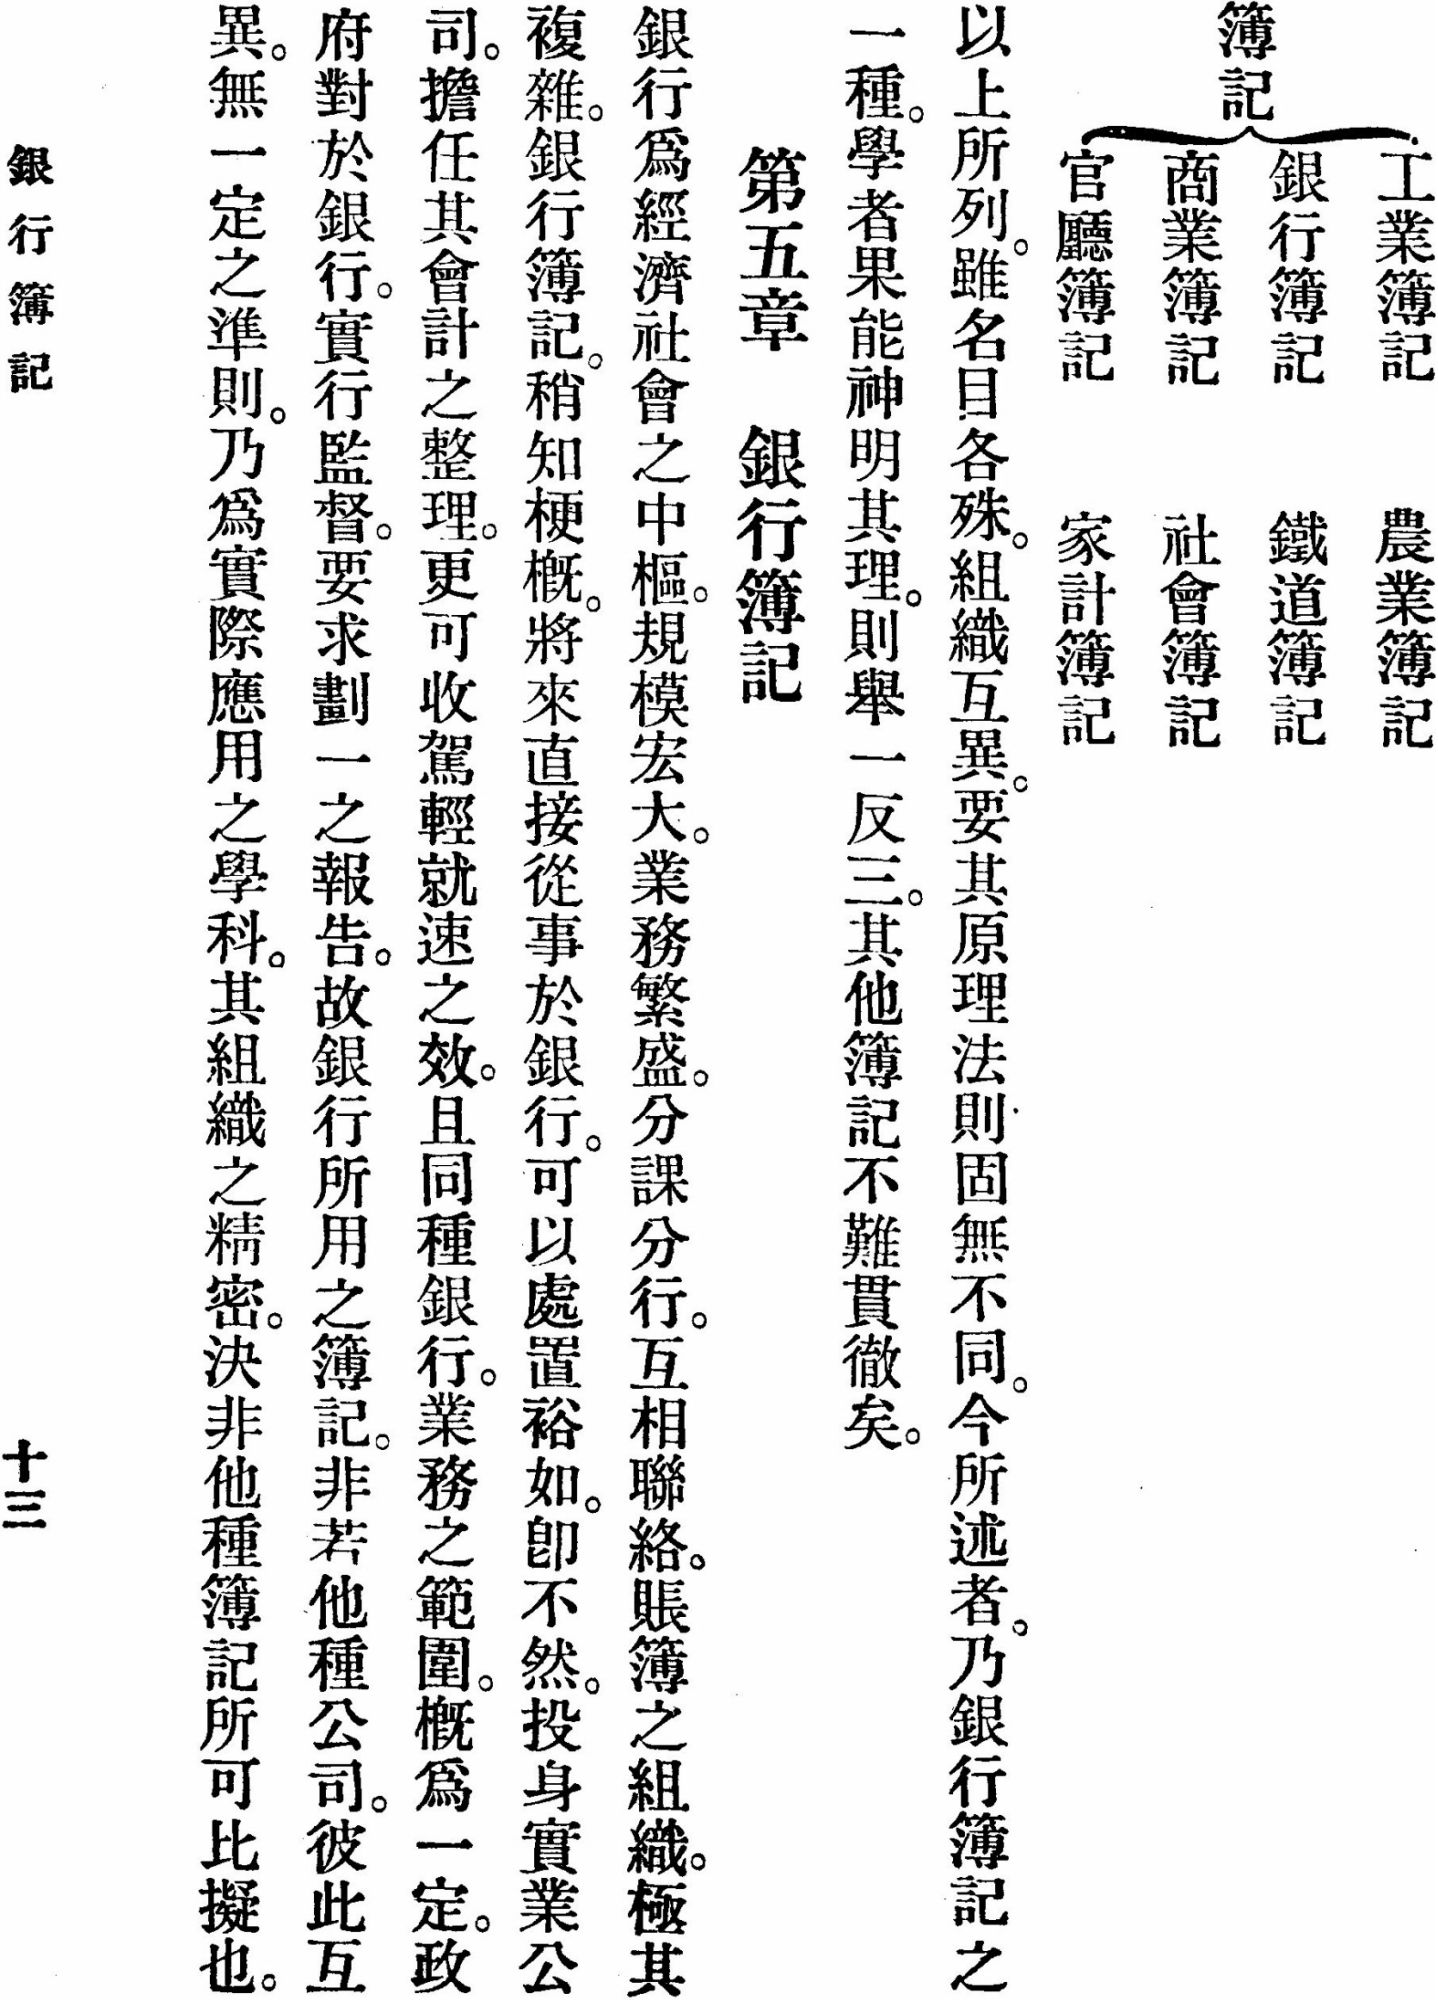 簿記
工業簿記 農業簿記
銀行簿記 鐵道簿記
商業簿記 社會簿記
官廳簿記 家計簿記
以上所列。雖名目各殊。組織互異。要其原理法則固無不同。今所述者。乃銀行簿記之
一種。學者果能神明其理。則舉一反三。其他簿記不難貫徹矣。
第五章 銀行簿記
銀行爲經濟社會之中樞。規模宏大。業務繁盛。分課分行。互相聯絡。賬簿之組織。極其
複雜。銀行簿記。稍知梗槪。將來直接從事於銀行。可以處置裕如。卽不然。投身實業公
司。擔任其會計之整理。更可收駕輕就速之效。且同種銀行。業務之範圍。槪爲一定。政
府對於銀行。實行監督。要求劃一之報告。故銀行所用之簿記。非若他種公司。彼此互
異。無一定之準則。乃爲實際應用之學科。其組織之精密。決非他種簿記所可比擬也。
銀行簿記
十三